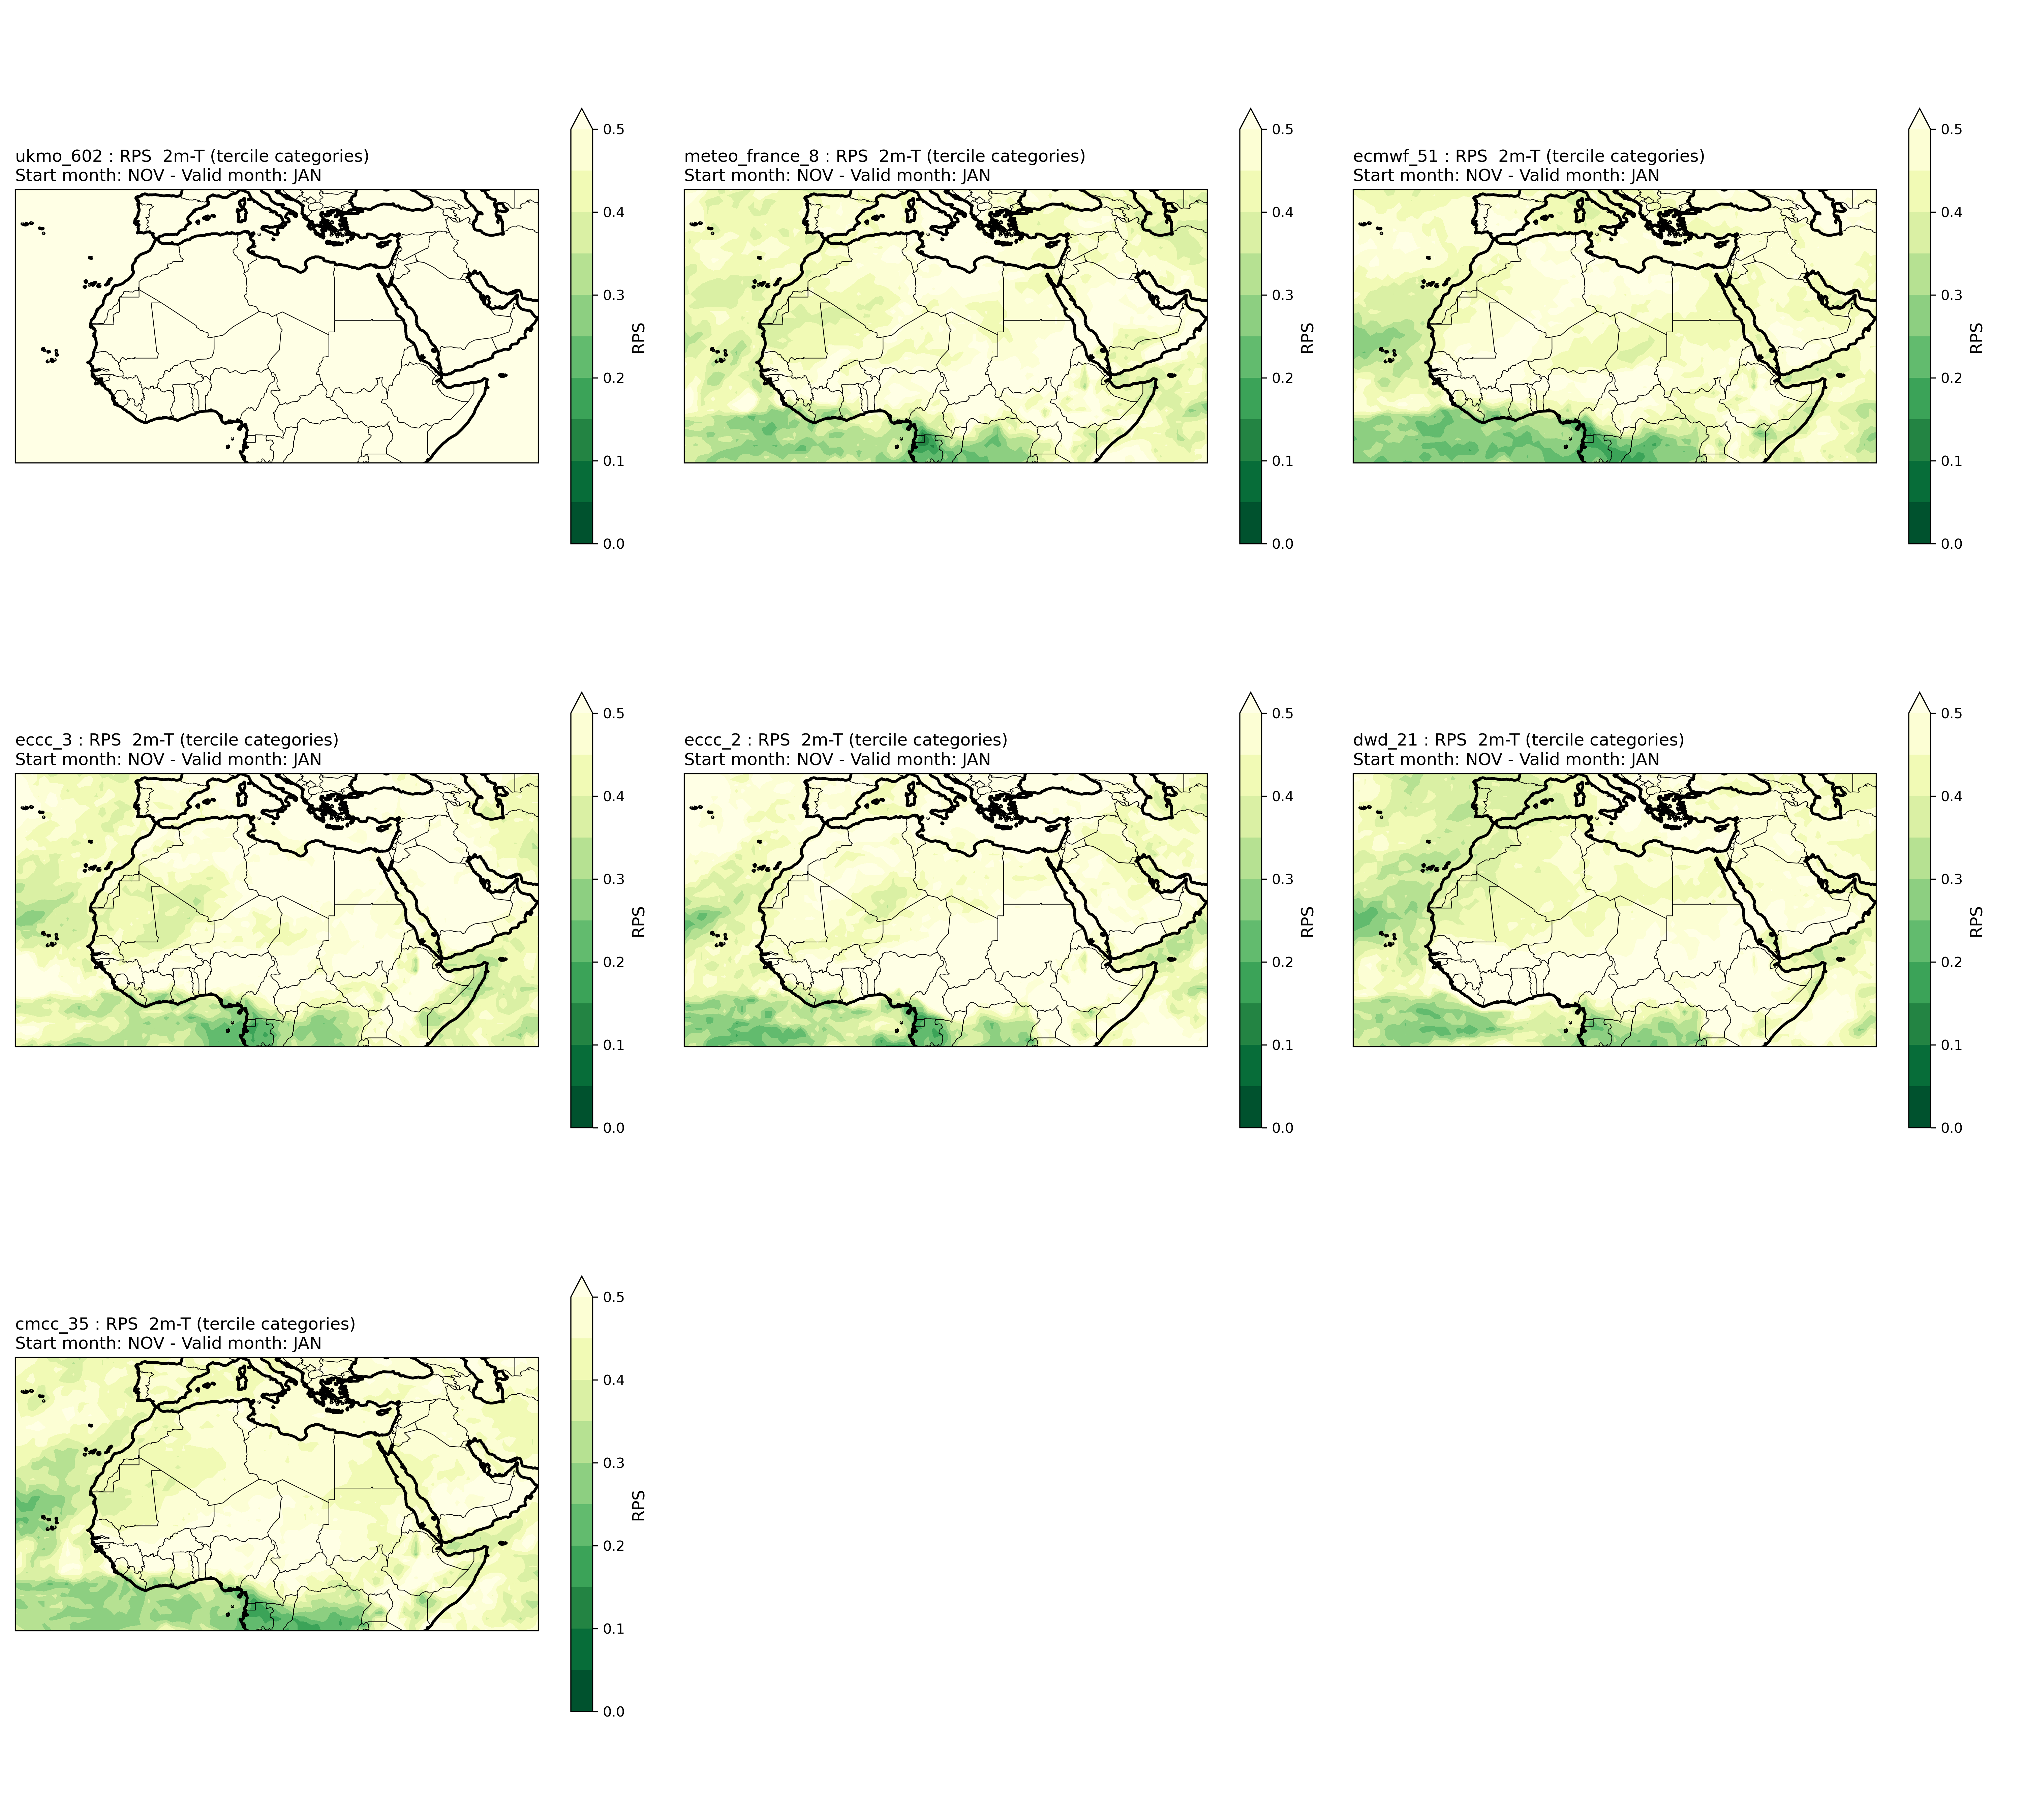 ukmo_602 : RPS  2m-T (tercile categories)
Start month: NOV - Valid month: JAN
0.5
0.4
0.3
0.2
0.1
0.0
RPS
meteo_france_8 : RPS  2m-T (tercile categories)
Start month: NOV - Valid month: JAN
0.5
0.4
0.3
0.2
0.1
0.0
RPS
ecmwf_51 : RPS  2m-T (tercile categories)
Start month: NOV - Valid month: JAN
0.5
0.4
0.3
0.2
0.1
0.0
RPS
eccc_3 : RPS  2m-T (tercile categories)
Start month: NOV - Valid month: JAN
0.5
0.4
0.3
0.2
0.1
0.0
RPS
eccc_2 : RPS  2m-T (tercile categories)
Start month: NOV - Valid month: JAN
0.5
0.4
0.3
0.2
0.1
0.0
RPS
dwd_21 : RPS  2m-T (tercile categories)
Start month: NOV - Valid month: JAN
0.5
0.4
0.3
0.2
0.1
0.0
RPS
cmcc_35 : RPS  2m-T (tercile categories)
Start month: NOV - Valid month: JAN
0.5
0.4
0.3
0.2
0.1
0.0
RPS